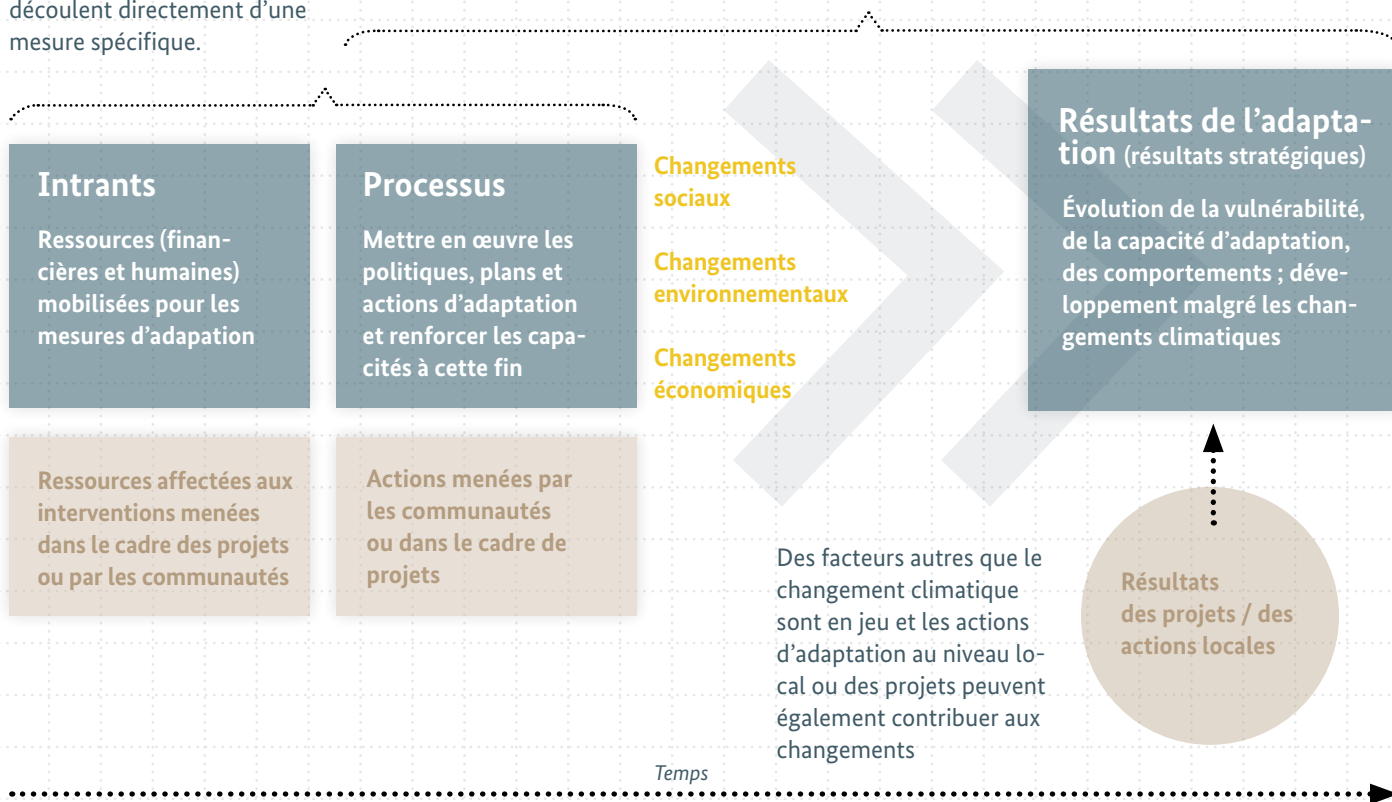 découlent directement d'une
mesure spécifique.
Intrants
Ressources (finan-
cières et humaines)
mobilisées pour les
mesures d'adapation
Processus
Mettre en œuvre les
politiques, plans et
actions d'adaptation
et renforcer les capa-
cités à cette fin
Changements
sociaux
Changements
environnementaux
Changements
économiques
Résultats de l'adapta-
tion (résultats stratégiques)
Évolution de la vulnérabilité,
de la capacité d'adaptation,
des comportements ; déve-
loppement malgré les chan-
gements climatiques
Ressources affectées aux
interventions menées
dans le cadre des projets
ou par les communautés
Actions menées par
les communautés
ou dans le cadre de
projets
Des facteurs autres que le
changement climatique
sont en jeu et les actions
d'adaptation au niveau lo-
cal ou des projets peuvent
également contribuer aux
changements
Résultats
des projets / des
actions locales
Temps